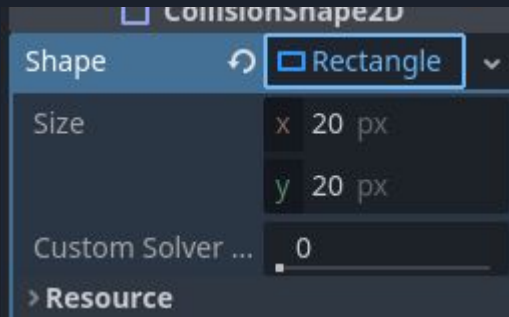 CollisionShape2D
Shape Rectangle
Size x 20 px
y 20 px
Custom Solver ... 0
Resource